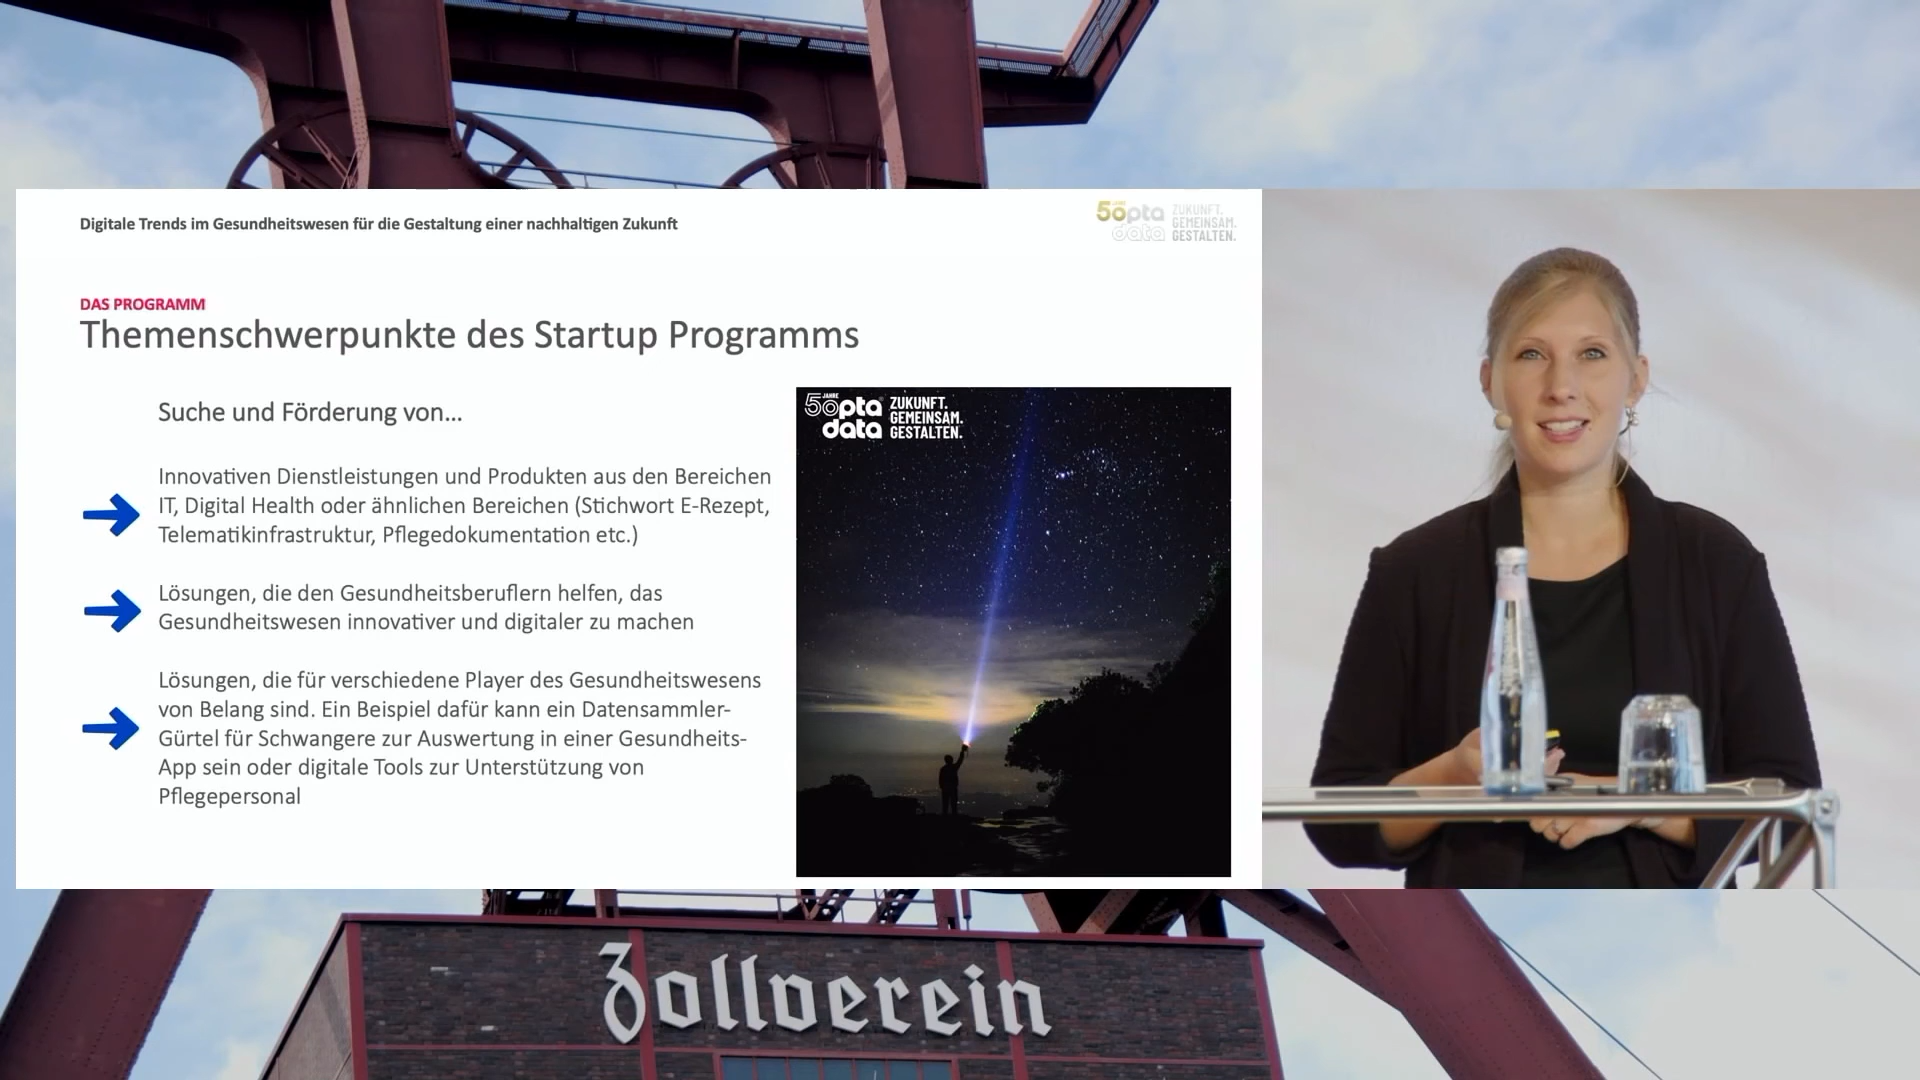 Digitale Trends im Gesundheitswesen für die Gestaltung einer nachhaltigen Zukunft
50 JAHRE
pta
data
ZUKUNFT.
GEMEINSAM.
GESTALTEN.
DAS PROGRAMM
Themenschwerpunkte des Startup Programms
Suche und Förderung von...
Innovativen Dienstleistungen und Produkten aus den Bereichen
IT, Digital Health oder ähnlichen Bereichen (Stichwort E-Rezept,
Telematikinfrastruktur, Pflegedokumentation etc.)
Lösungen, die den Gesundheitsberuflern helfen, das
Gesundheitswesen innovativer und digitaler zu machen
Lösungen, die für verschiedene Player des Gesundheitswesens
von Belang sind. Ein Beispiel dafür kann ein Datensammler-
Gürtel für Schwangere zur Auswertung in einer Gesundheits-
App sein oder digitale Tools zur Unterstützung von
Pflegepersonal
50 JAHRE
pta
data
ZUKUNFT.
GEMEINSAM.
GESTALTEN.
Zollverein